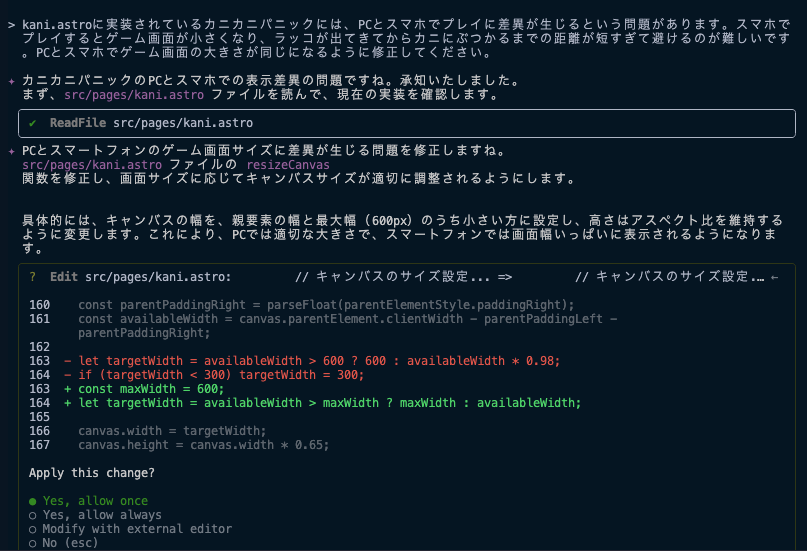 > kani.astroに実装されているカニカニパニックには、PCとスマホでプレイに差異が生じるという問題があります。スマホで
プレイするとゲーム画面が小さくなり、ラッコが出てきてからカニにぶつかるまでの距離が短すぎて避けるのが難しいです
。PCとスマホでゲーム画面の大きさが同じになるように修正してください。
✦ カニカニパニックのPCとスマホでの表示差異の問題ですね。承知いたしました。
まず、src/pages/kani.astro ファイルを読んで、現在の実装を確認します。
✔ ReadFile src/pages/kani.astro
✦ PCとスマートフォンのゲーム画面サイズに差異が生じる問題を修正しますね。
src/pages/kani.astro ファイルの resizeCanvas
関数を修正し、画面サイズに応じてキャンバスサイズが適切に調整されるようにします。
具体的には、キャンバスの幅を、親要素の幅と最大幅（600px）のうち小さい方に設定し、高さはアスペクト比を維持する
ように変更します。これにより、PCでは適切な大きさで、スマートフォンでは画面幅いっぱいに表示されるようになりま
す。
? Edit src/pages/kani.astro: // キャンバスのサイズ設定... => // キャンバスのサイズ設定.… ←
160 const parentPaddingRight = parseFloat(parentElementStyle.paddingRight);
161 const availableWidth = canvas.parentElement.clientWidth - parentPaddingLeft -
parentPaddingRight;
162
163 - let targetWidth = availableWidth > 600 ? 600 : availableWidth * 0.98;
164 - if (targetWidth < 300) targetWidth = 300;
163 + const maxWidth = 600;
164 + let targetWidth = availableWidth > maxWidth ? maxWidth : availableWidth;
165
166 canvas.width = targetWidth;
167 canvas.height = canvas.width * 0.65;
Apply this change?
● Yes, allow once
○ Yes, allow always
○ Modify with external editor
○ No (esc)